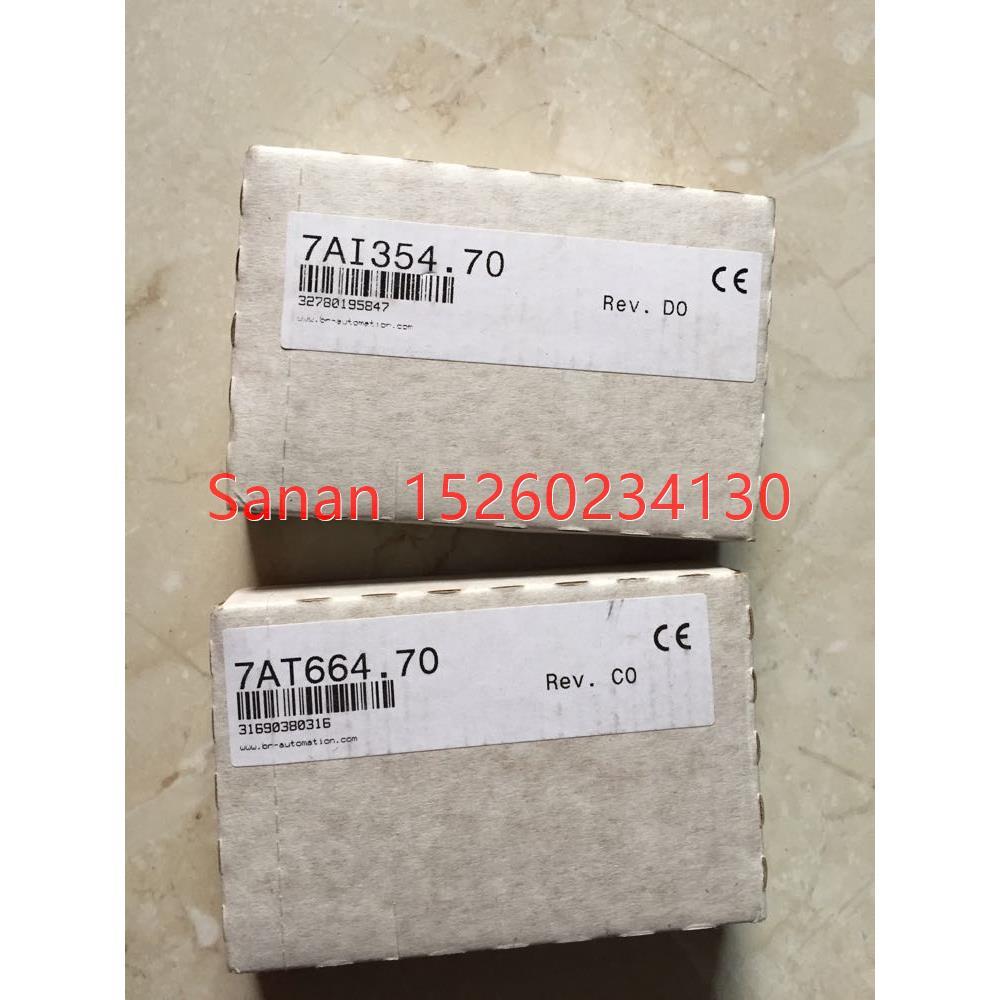 7AI354.70
CE
32780195847
Rev. D0
www.br-automation.com
Sanan 15260234130
7AT664.70
CE
Rev. C0
31690380316
www.br-automation.com